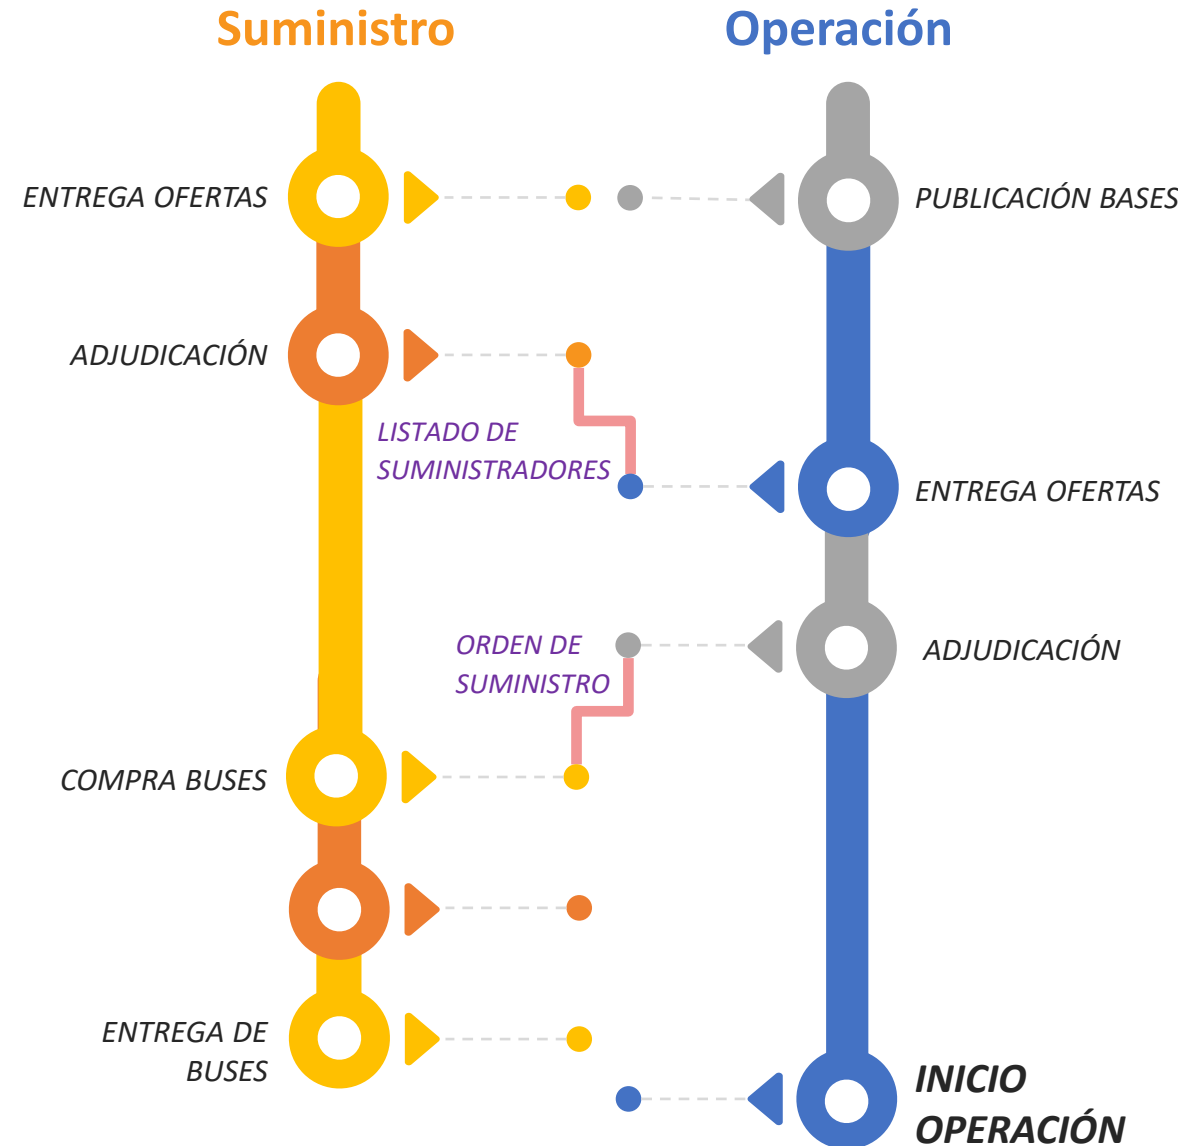 Suministro
Operación
ENTREGA OFERTAS
PUBLICACIÓN BASES
ADJUDICACIÓN
LISTADO DE
SUMINISTRADORES
ENTREGA OFERTAS
ORDEN DE
SUMINISTRO
ADJUDICACIÓN
COMPRA BUSES
ENTREGA DE
BUSES
INICIO
OPERACIÓN